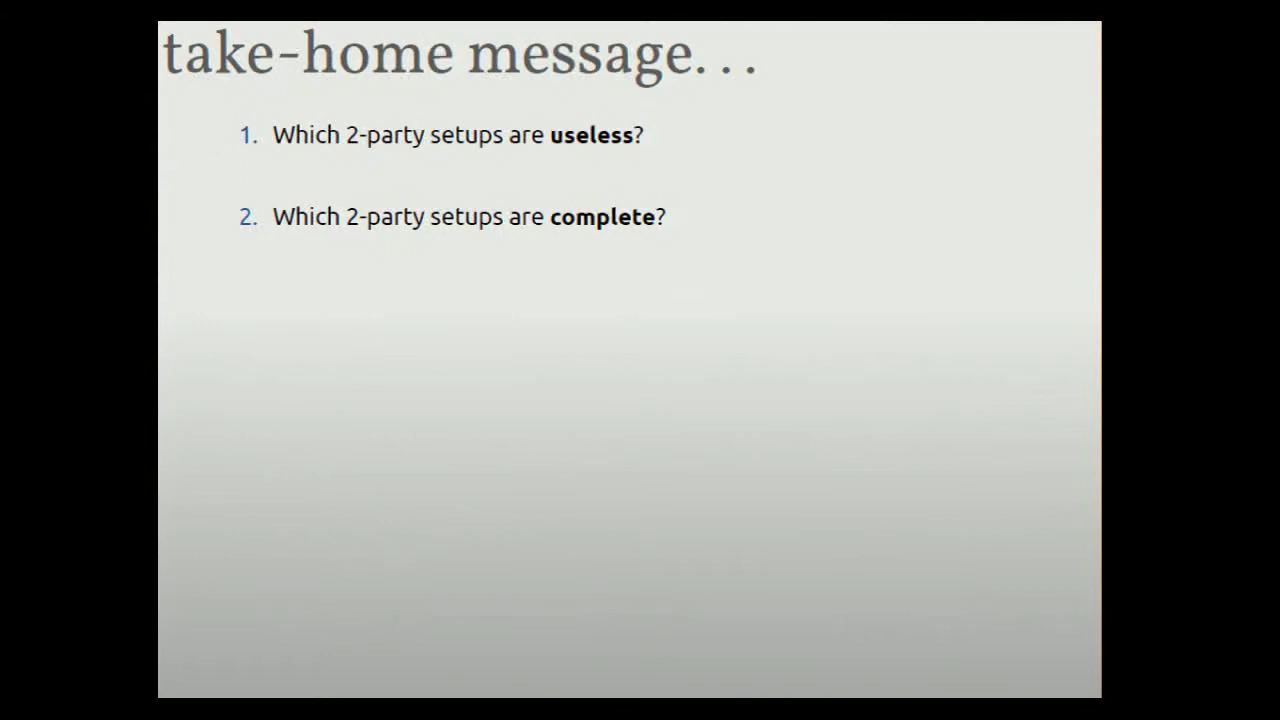 take-home message...
1. Which 2-party setups are useless?
2. Which 2-party setups are complete?